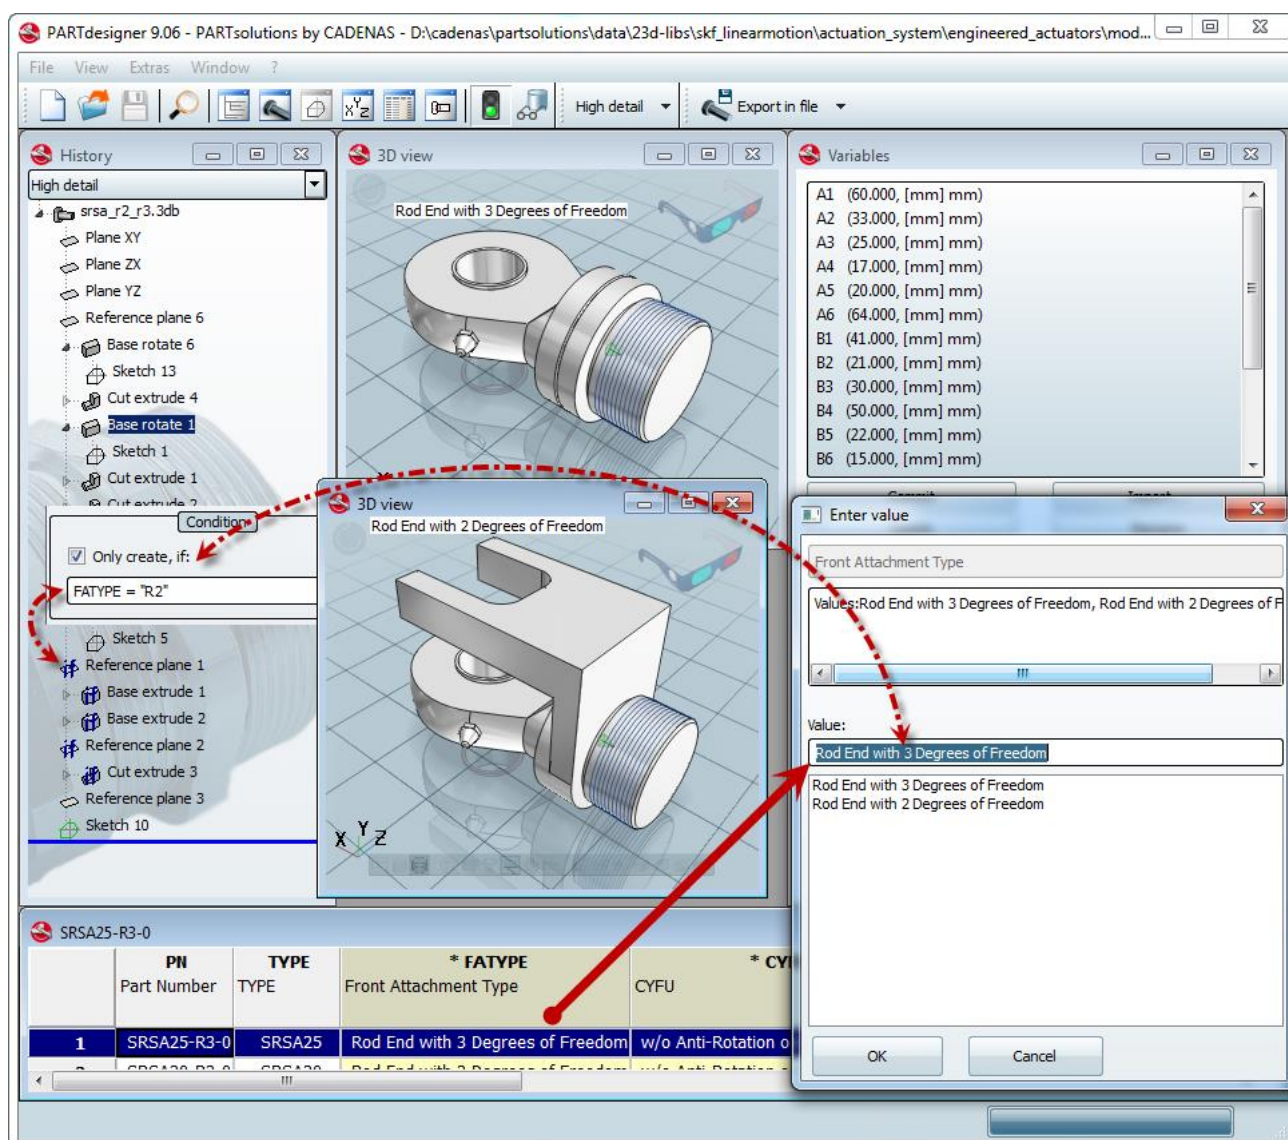 PARTdesigner 9.06 - PARTsolutions by CADENAS - D:\cadenas\partsolutions\data\23d-libs\skf_linearmotion\actuation_system\engineered_actuators\mod...
File View Extras Window ?
High detail
Export in file
History
High detail
srsa_r2_r3.3db
Plane XY
Plane ZX
Plane YZ
Reference plane 6
Base rotate 6
Sketch 13
Cut extrude 4
Base rotate 1
Sketch 1
Cut extrude 1
Cut extrude 2
Condition
Only create, if:
FATYPE = "R2"
Sketch 5
Reference plane 1
Base extrude 1
Base extrude 2
Reference plane 2
Cut extrude 3
Reference plane 3
Sketch 10
3D view
Rod End with 3 Degrees of Freedom
3D view
Rod End with 2 Degrees of Freedom
X Y Z
Variables
A1 (60.000, [mm] mm)
A2 (33.000, [mm] mm)
A3 (25.000, [mm] mm)
A4 (17.000, [mm] mm)
A5 (20.000, [mm] mm)
A6 (64.000, [mm] mm)
B1 (41.000, [mm] mm)
B2 (21.000, [mm] mm)
B3 (30.000, [mm] mm)
B4 (50.000, [mm] mm)
B5 (22.000, [mm] mm)
B6 (15.000, [mm] mm)
Enter value
Front Attachment Type
Values:Rod End with 3 Degrees of Freedom, Rod End with 2 Degrees of F
Value:
Rod End with 3 Degrees of Freedom
Rod End with 3 Degrees of Freedom
Rod End with 2 Degrees of Freedom
OK Cancel
SRSA25-R3-0
PN TYPE * FATYPE * CY
Part Number TYPE Front Attachment Type CYFU
1 SRSA25-R3-0 SRSA25 Rod End with 3 Degrees of Freedom w/o Anti-Rotation o